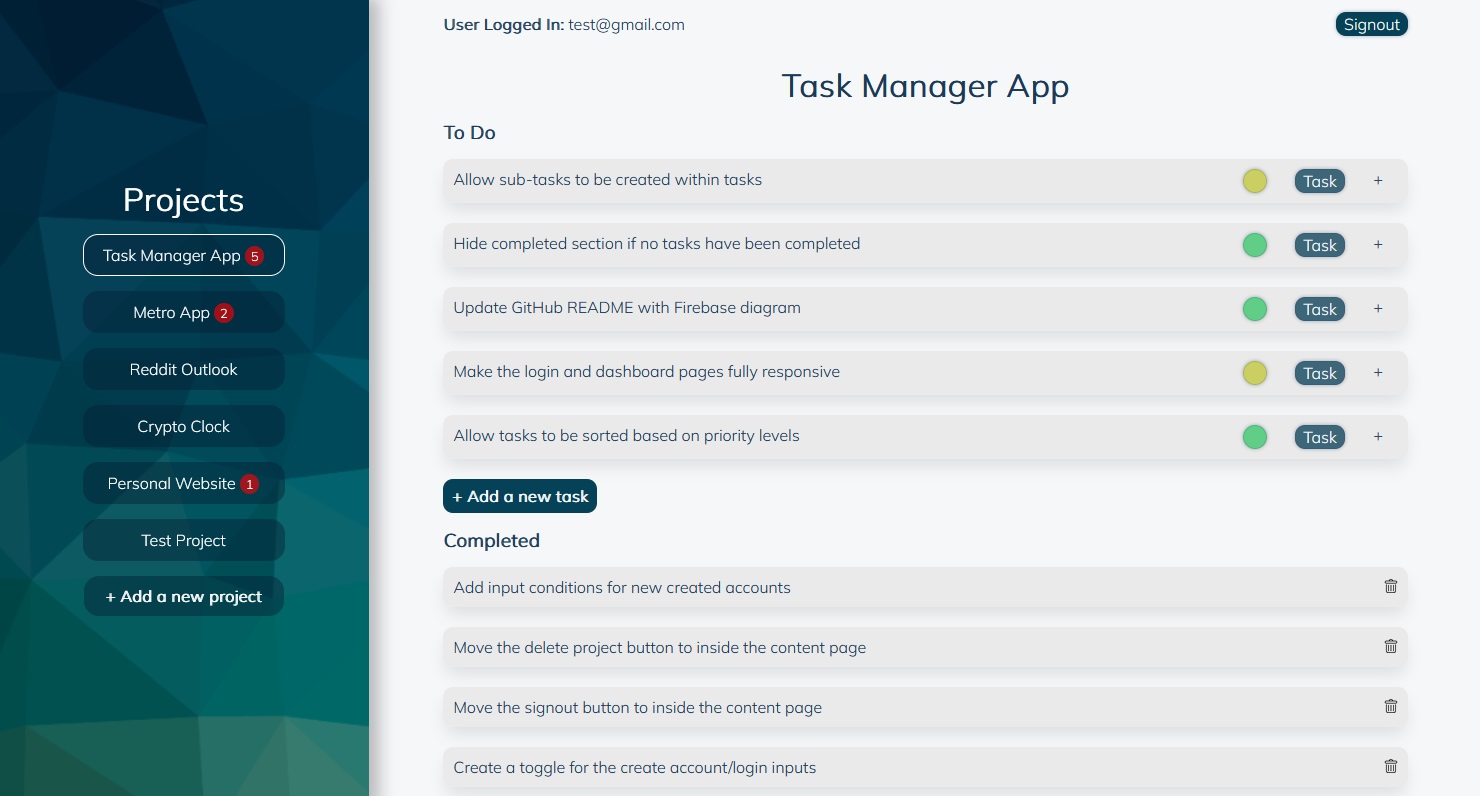 Projects
Task Manager App 5
Metro App 2
Reddit Outlook
Crypto Clock
Personal Website 1
Test Project
+ Add a new project
User Logged In: test@gmail.com
Signout
Task Manager App
To Do
Allow sub-tasks to be created within tasks Task +
Hide completed section if no tasks have been completed Task +
Update GitHub README with Firebase diagram Task +
Make the login and dashboard pages fully responsive Task +
Allow tasks to be sorted based on priority levels Task +
+ Add a new task
Completed
Add input conditions for new created accounts
Move the delete project button to inside the content page
Move the signout button to inside the content page
Create a toggle for the create account/login inputs